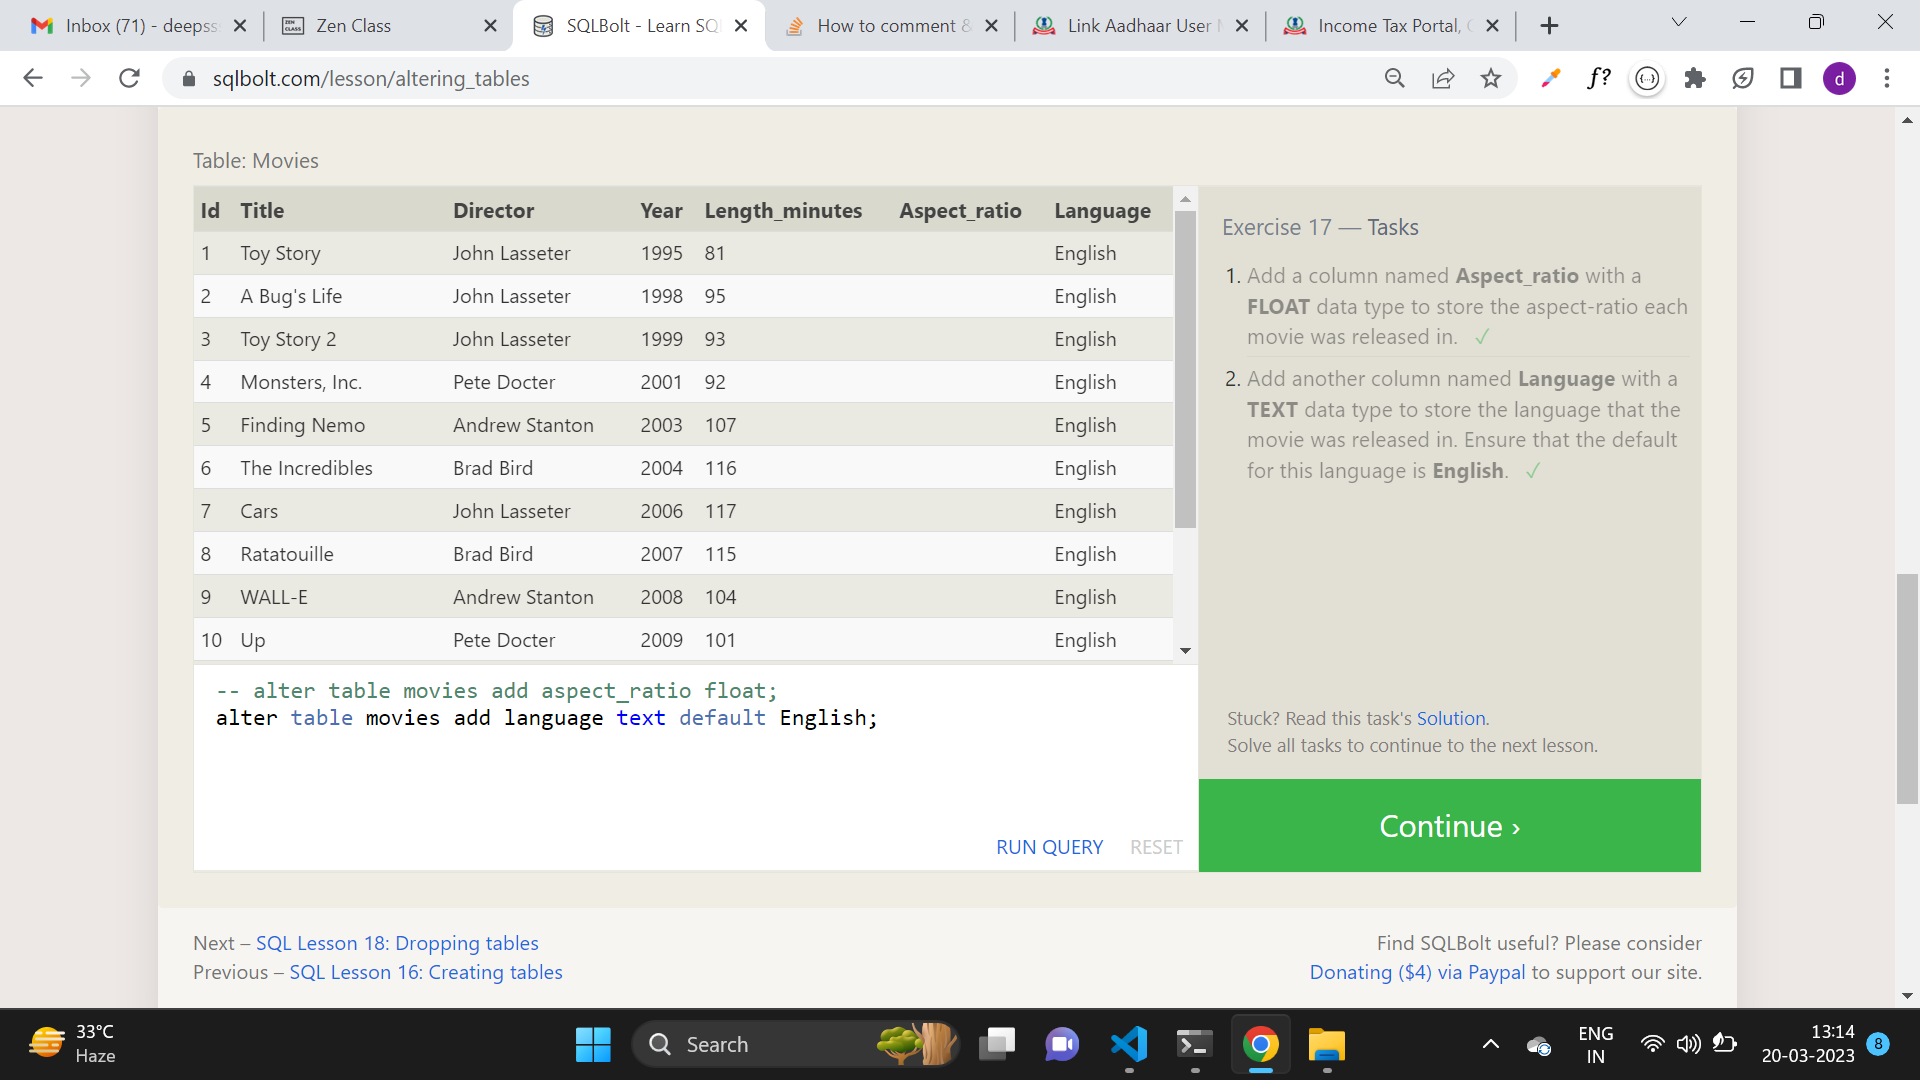 Inbox (71) - deepss
Zen Class
SQLBolt - Learn SQ
How to comment &
Link Aadhaar User
Income Tax Portal,
sqlbolt.com/lesson/altering_tables
f?
d
Table: Movies
Id Title Director Year Length_minutes Aspect_ratio Language
1 Toy Story John Lasseter 1995 81 English
2 A Bug's Life John Lasseter 1998 95 English
3 Toy Story 2 John Lasseter 1999 93 English
4 Monsters, Inc. Pete Docter 2001 92 English
5 Finding Nemo Andrew Stanton 2003 107 English
6 The Incredibles Brad Bird 2004 116 English
7 Cars John Lasseter 2006 117 English
8 Ratatouille Brad Bird 2007 115 English
9 WALL-E Andrew Stanton 2008 104 English
10 Up Pete Docter 2009 101 English
-- alter table movies add aspect_ratio float;
alter table movies add language text default English;
RUN QUERY RESET
Exercise 17 — Tasks
1. Add a column named Aspect_ratio with a
FLOAT data type to store the aspect-ratio each
movie was released in. ✓
2. Add another column named Language with a
TEXT data type to store the language that the
movie was released in. Ensure that the default
for this language is English. ✓
Stuck? Read this task's Solution.
Solve all tasks to continue to the next lesson.
Continue ›
Next – SQL Lesson 18: Dropping tables
Previous – SQL Lesson 16: Creating tables
Find SQLBolt useful? Please consider
Donating ($4) via Paypal to support our site.
33°C
Haze
Search
ENG
IN
13:14
20-03-2023
8